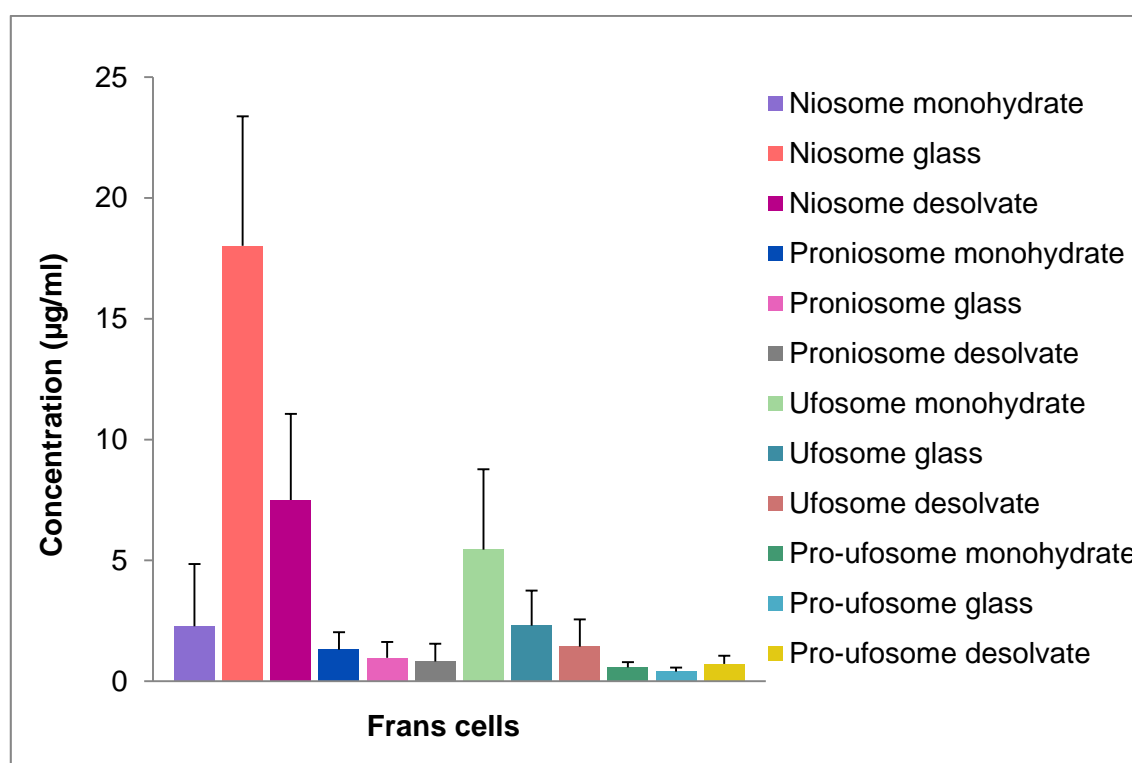 25
20
15
10
5
0
Concentration (µg/ml)
Frans cells
Niosome monohydrate
Niosome glass
Niosome desolvate
Proniosome monohydrate
Proniosome glass
Proniosome desolvate
Ufosome monohydrate
Ufosome glass
Ufosome desolvate
Pro-ufosome monohydrate
Pro-ufosome glass
Pro-ufosome desolvate